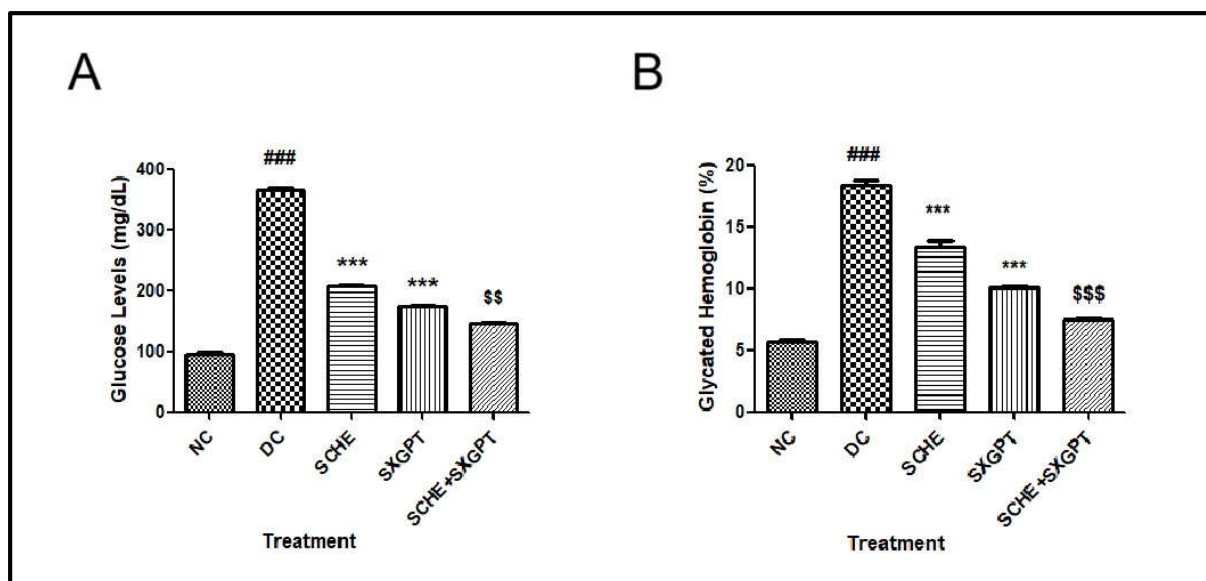 A
###
400
300
200
100
0
Glucose Levels (mg/dL)
***
***
$$
NC
DC
SCHE
SXGPT
SCHE+SXGPT
Treatment
B
###
20
15
10
5
0
Glycated Hemoglobin (%)
***
***
$$$
NC
DC
SCHE
SXGPT
SCHE+SXGPT
Treatment